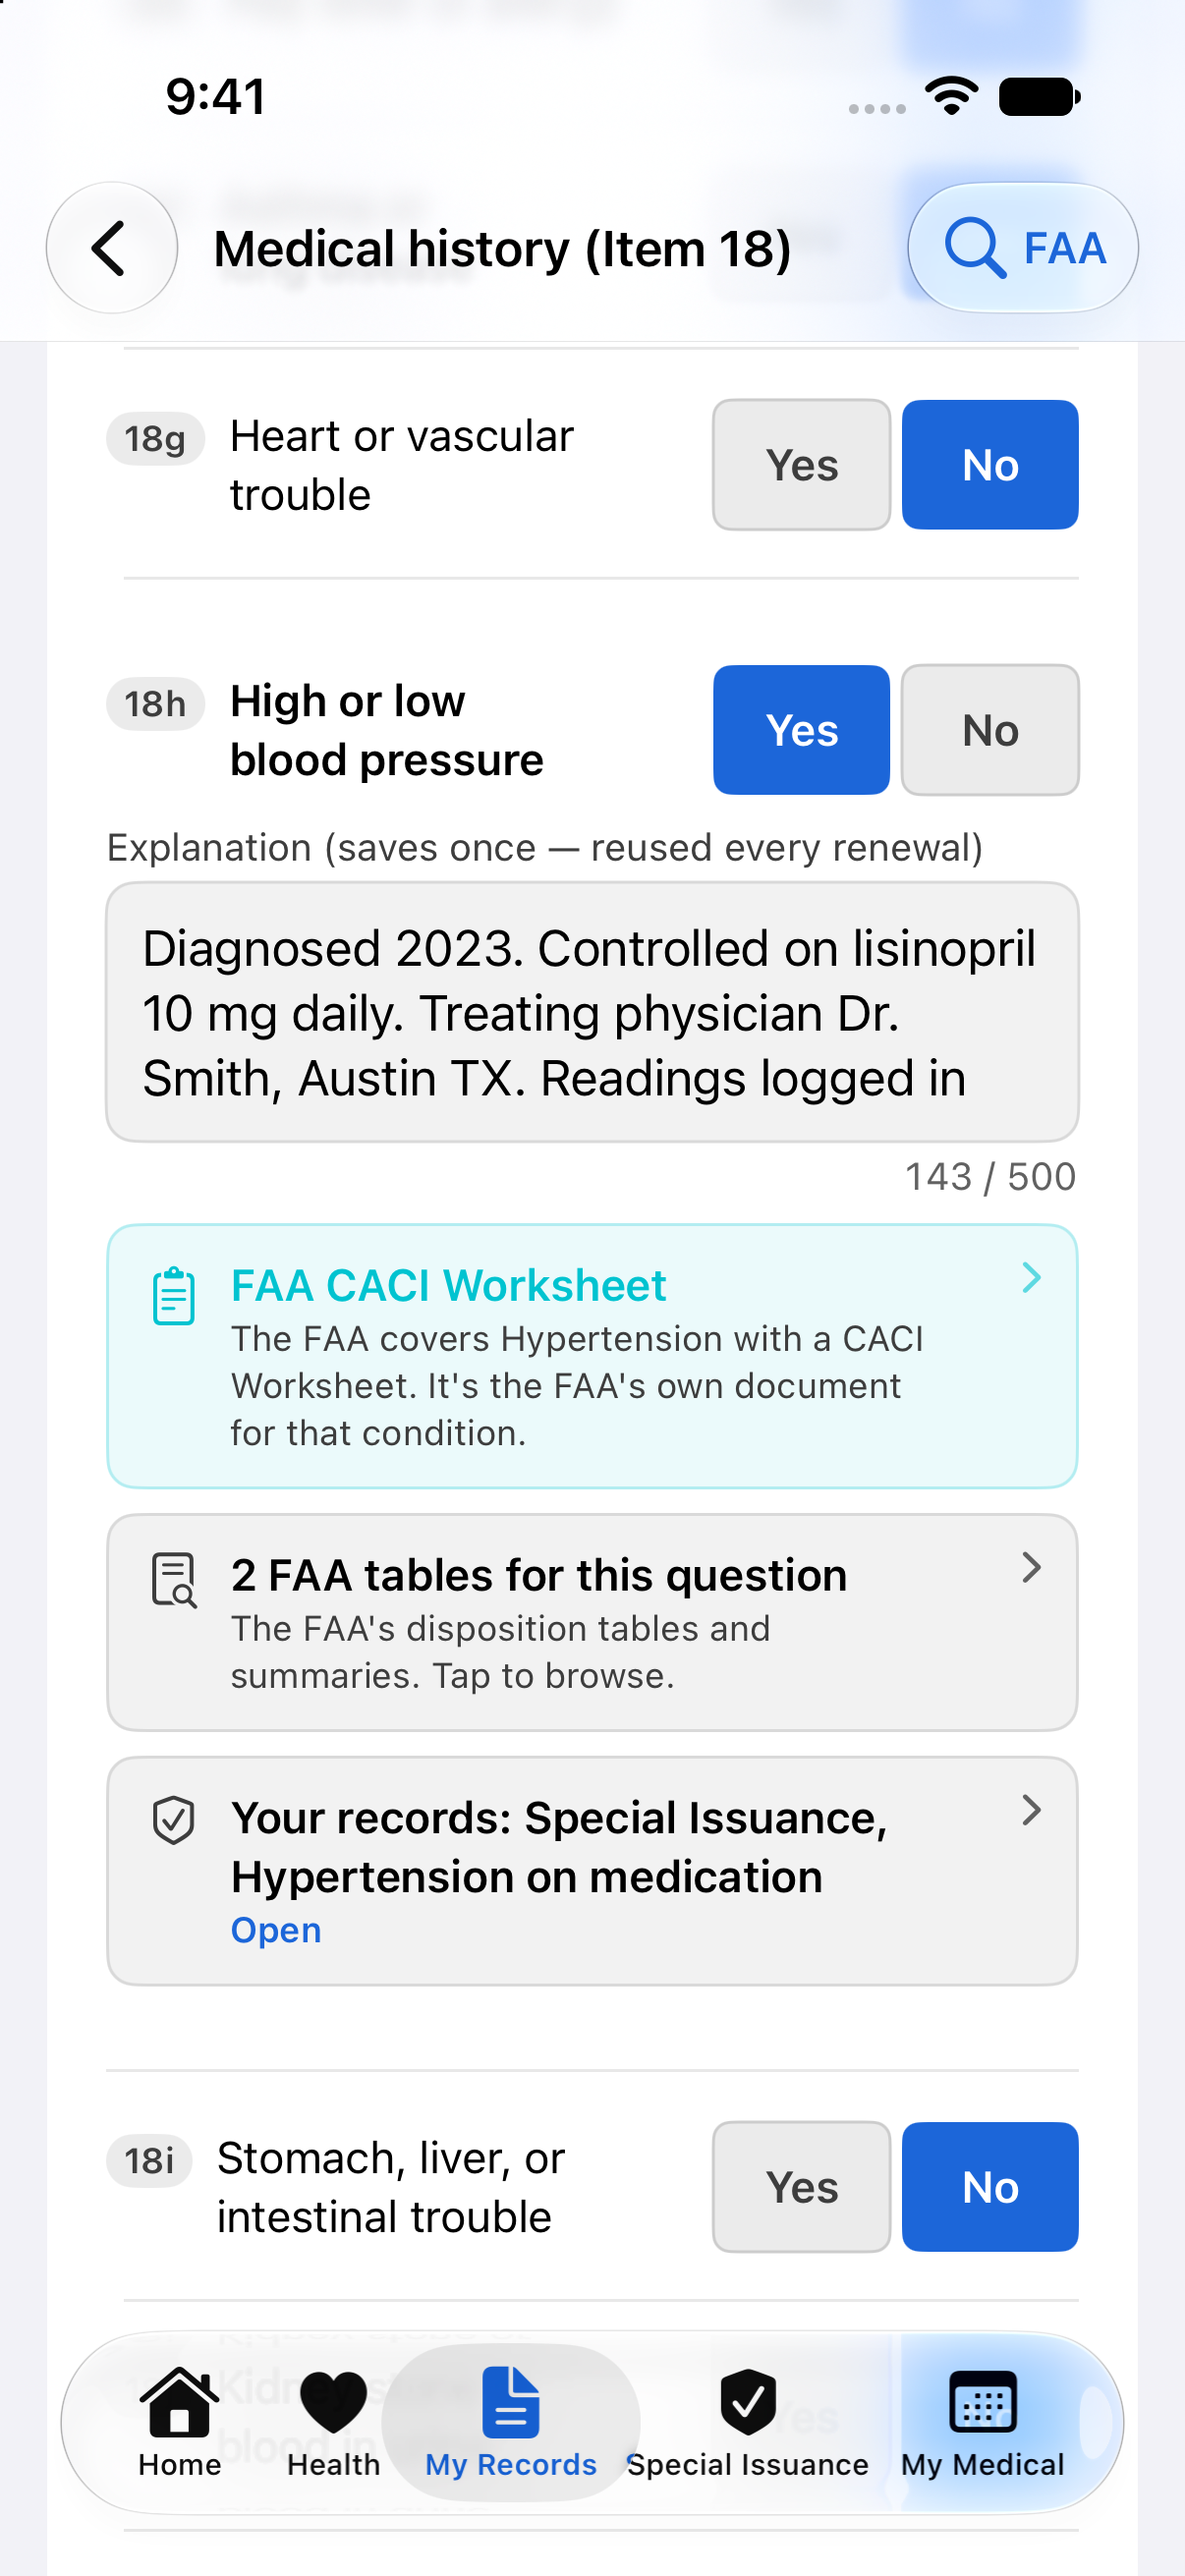 9:41
Medical history (Item 18)
FAA
18g
Heart or vascular
trouble
Yes
No
18h
High or low
blood pressure
Yes
No
Explanation (saves once — reused every renewal)
Diagnosed 2023. Controlled on lisinopril
10 mg daily. Treating physician Dr.
Smith, Austin TX. Readings logged in
143 / 500
FAA CACI Worksheet
The FAA covers Hypertension with a CACI
Worksheet. It's the FAA's own document
for that condition.
2 FAA tables for this question
The FAA's disposition tables and
summaries. Tap to browse.
Your records: Special Issuance,
Hypertension on medication
Open
18i
Stomach, liver, or
intestinal trouble
Yes
No
Home
Health
My Records
Special Issuance
My Medical